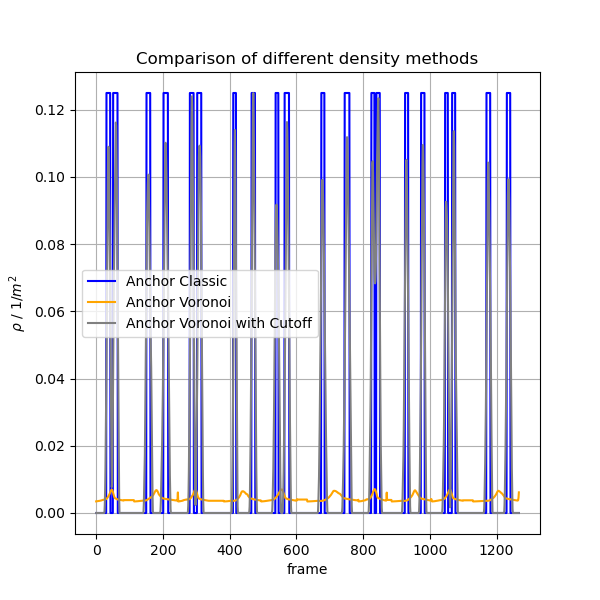 Comparison of different density methods
ρ / 1/m²
0.12
0.10
0.08
0.06
0.04
0.02
0.00
Anchor Classic
Anchor Voronoi
Anchor Voronoi with Cutoff
0 200 400 600 800 1000 1200
frame